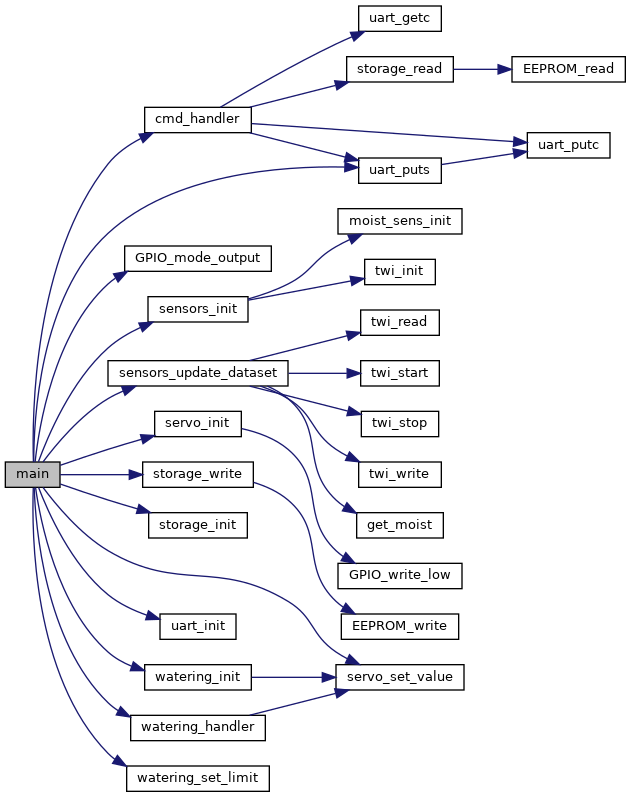 uart_getc
storage_read
EEPROM_read
cmd_handler
uart_putc
uart_puts
moist_sens_init
GPIO_mode_output
twi_init
sensors_init
twi_read
sensors_update_dataset
twi_start
servo_init
twi_stop
main
storage_write
twi_write
storage_init
get_moist
GPIO_write_low
uart_init
EEPROM_write
watering_init
servo_set_value
watering_handler
watering_set_limit